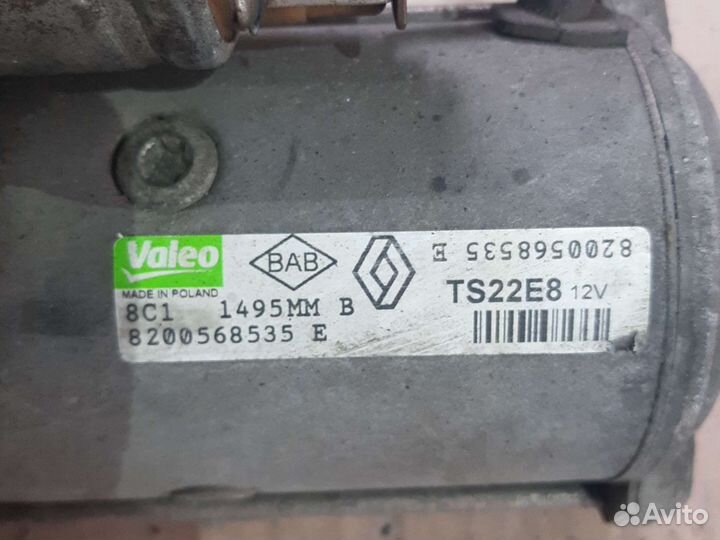 Valeo
MADE IN POLAND
BAB
8200568535 E
8C1 1495MM B
TS22E8 12V
8200568535 E
Avito